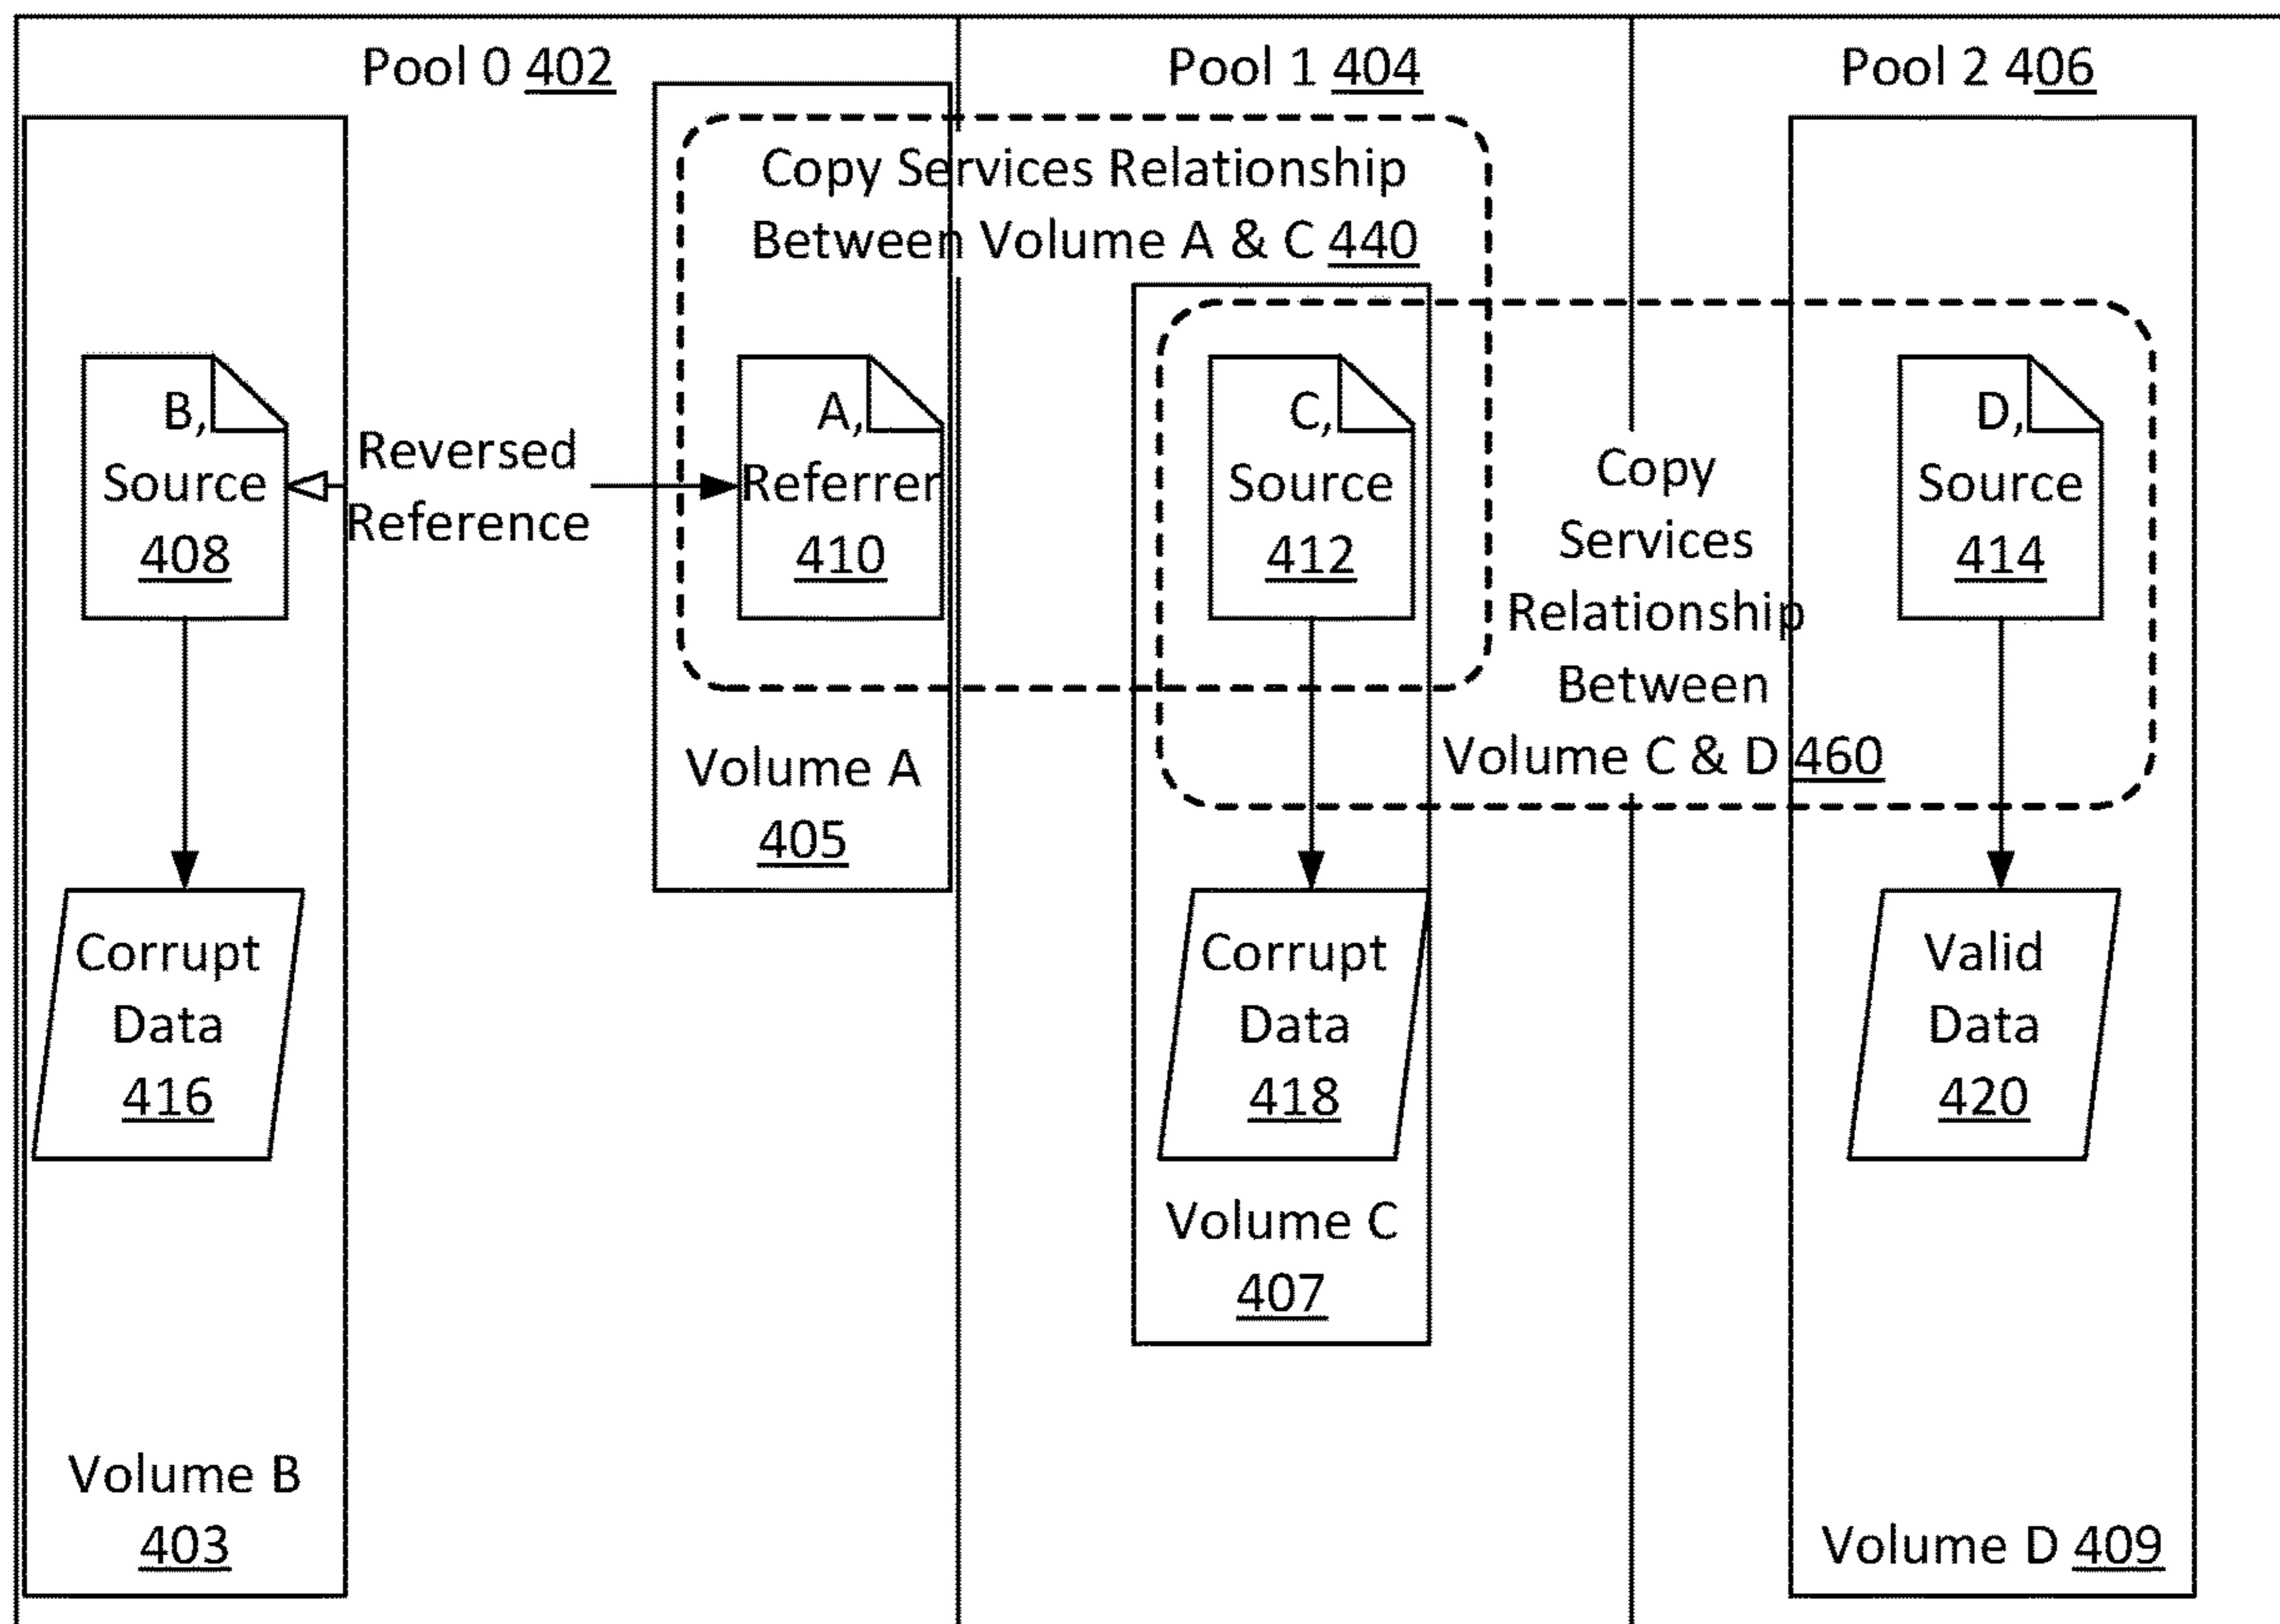 Pool 0 402
Pool 1 404
Pool 2 406
Copy Services Relationship
Between Volume A & C 440
B,
Source
408
Reversed
Reference
A,
Referrer
410
C,
Source
412
Copy
Services
Relationship
Between
Volume C & D 460
D,
Source
414
Volume A
405
Corrupt
Data
416
Corrupt
Data
418
Valid
Data
420
Volume C
407
Volume B
403
Volume D 409